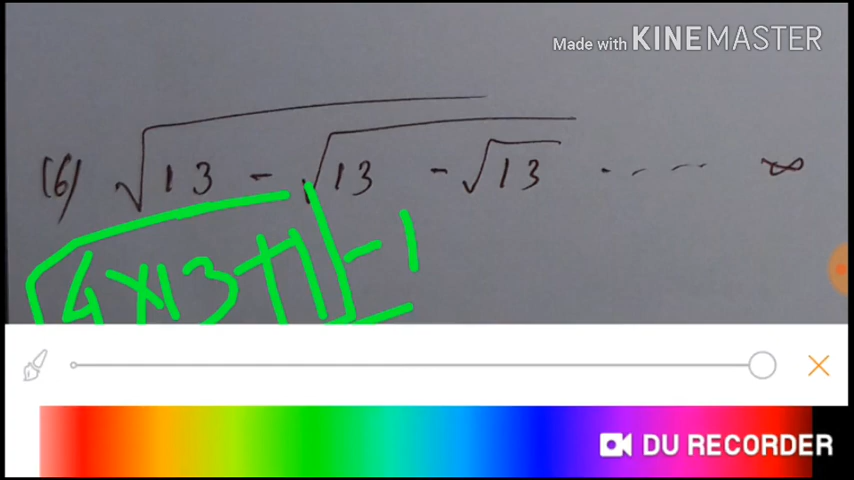 Made with KINEMASTER
(6) √13 - √13 - √13 ..... ∞
√4×13+1 - 1
DU RECORDER